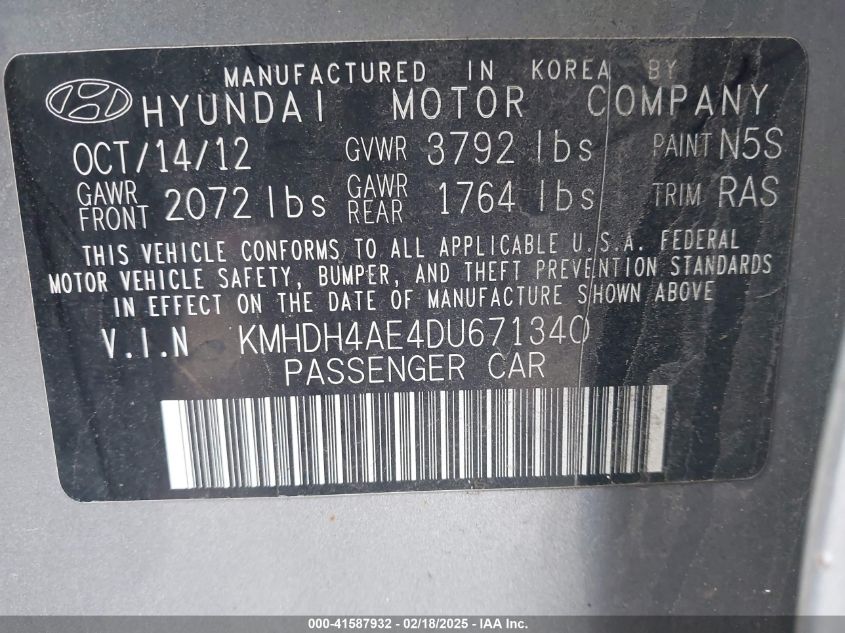 MANUFACTURED IN KOREA BY
HYUNDAI MOTOR COMPANY
OCT/14/12 GVWR 3792 lbs PAINT N5S
GAWR FRONT 2072 lbs GAWR REAR 1764 lbs TRIM RAS
THIS VEHICLE CONFORMS TO ALL APPLICABLE U.S.A. FEDERAL
MOTOR VEHICLE SAFETY, BUMPER, AND THEFT PREVENTION STANDARDS
IN EFFECT ON THE DATE OF MANUFACTURE SHOWN ABOVE
V.I.N KMHDH4AE4DU671340
PASSENGER CAR
000-41587932 - 02/18/2025 - IAA Inc.